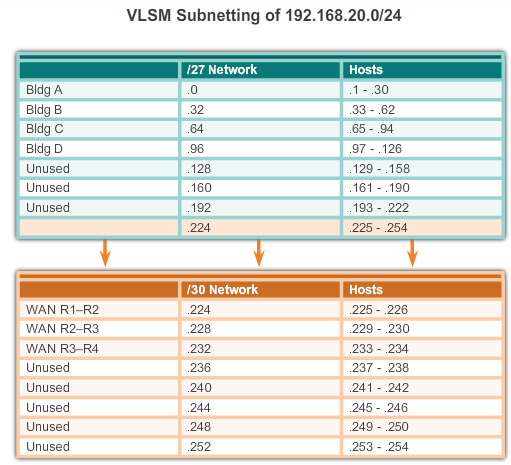 VLSM Subnetting of 192.168.20.0/24
/27 Network Hosts
Bldg A .0 .1 - .30
Bldg B .32 .33 - .62
Bldg C .64 .65 - .94
Bldg D .96 .97 - .126
Unused .128 .129 - .158
Unused .160 .161 - .190
Unused .192 .193 - .222
.224 .225 - .254
/30 Network Hosts
WAN R1–R2 .224 .225 - .226
WAN R2–R3 .228 .229 - .230
WAN R3–R4 .232 .233 - .234
Unused .236 .237 - .238
Unused .240 .241 - .242
Unused .244 .245 - .246
Unused .248 .249 - .250
Unused .252 .253 - .254